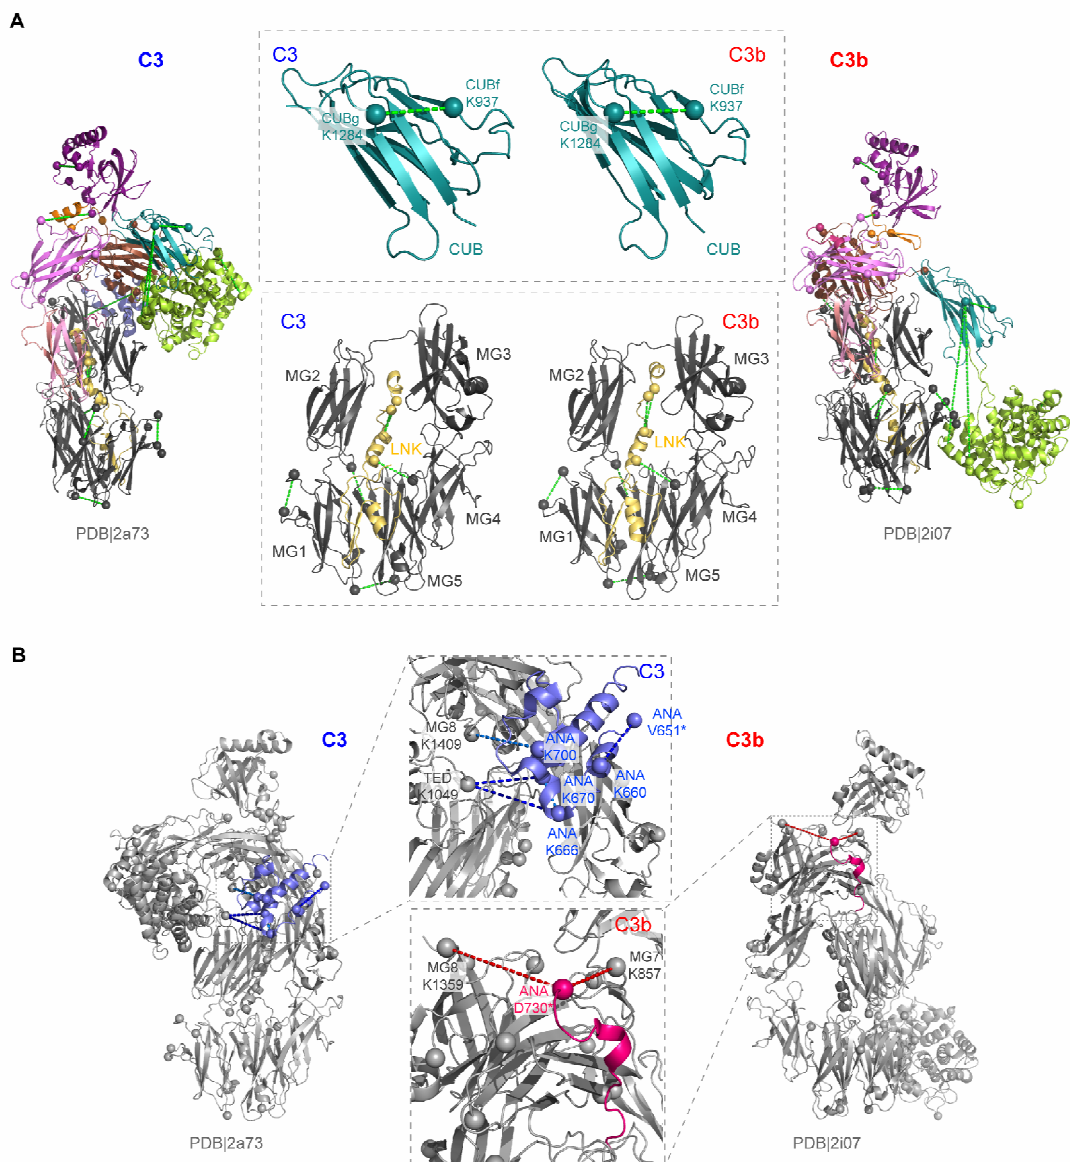 A
C3
C3
C3b
C3b
CUBf
K937
CUBg
K1284
CUB
CUBf
K937
CUBg
K1284
CUB
C3
C3b
MG2
MG3
LNK
MG4
MG1
MG5
MG2
MG3
LNK
MG4
MG1
MG5
PDB|2a73
PDB|2i07
B
C3
C3
C3b
MG8
K1409
ANA
K700
ANA
V651*
TED
K1049
ANA
K670
ANA
K660
ANA
K666
C3b
MG8
K1359
MG7
K857
ANA
D730*
PDB|2a73
PDB|2i07